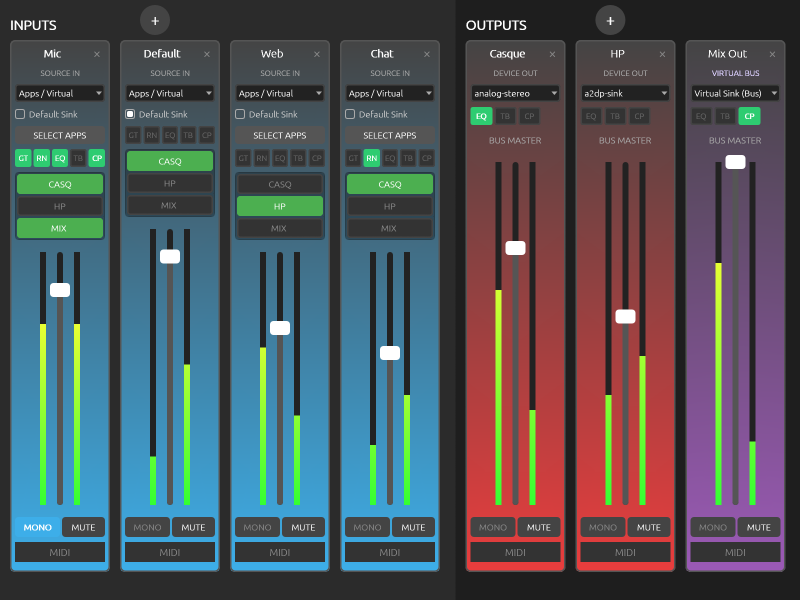 INPUTS
+
Mic ×
SOURCE IN
Apps / Virtual
Default Sink
SELECT APPS
GT RN EQ TB CP
CASQ
HP
MIX
MONO MUTE
MIDI
Default ×
SOURCE IN
Apps / Virtual
Default Sink
GT RN EQ TB CP
CASQ
HP
MIX
MONO MUTE
MIDI
Web ×
SOURCE IN
Apps / Virtual
Default Sink
SELECT APPS
GT RN EQ TB CP
CASQ
HP
MIX
MONO MUTE
MIDI
Chat ×
SOURCE IN
Apps / Virtual
Default Sink
SELECT APPS
GT RN EQ TB CP
CASQ
HP
MIX
MONO MUTE
MIDI
OUTPUTS
+
Casque ×
DEVICE OUT
analog-stereo
EQ TB CP
BUS MASTER
MONO MUTE
MIDI
HP ×
DEVICE OUT
a2dp-sink
EQ TB CP
BUS MASTER
MONO MUTE
MIDI
Mix Out ×
VIRTUAL BUS
Virtual Sink (Bus)
EQ TB CP
BUS MASTER
MONO MUTE
MIDI